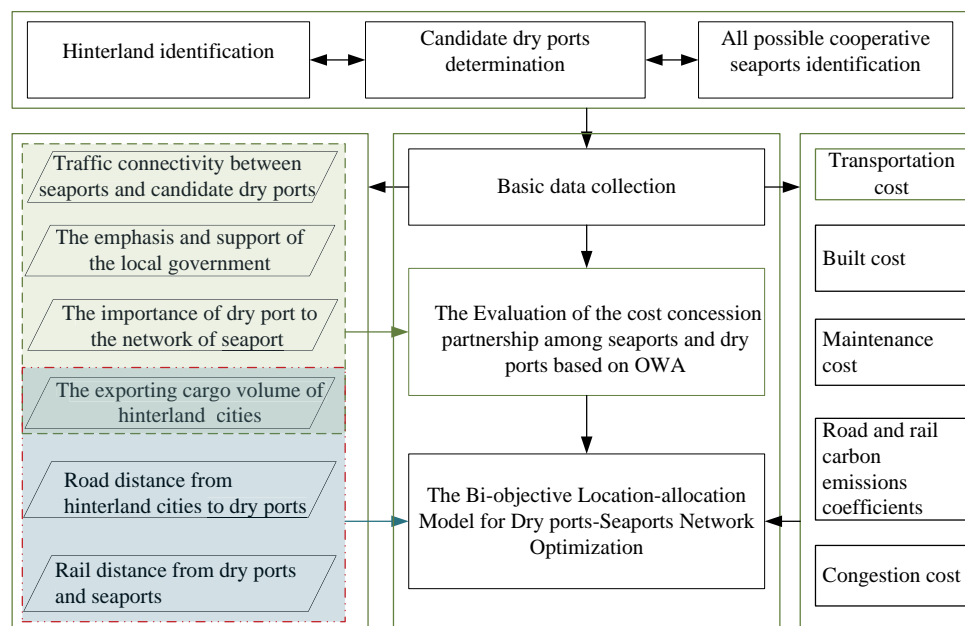 Hinterland identification
Candidate dry ports
determination
All possible cooperative
seaports identification
Traffic connectivity between
seaports and candidate dry ports
The emphasis and support of
the local government
The importance of dry port to
the network of seaport
The exporting cargo volume of
hinterland cities
Road distance from
hinterland cities to dry ports
Rail distance from dry ports
and seaports
Basic data collection
The Evaluation of the cost concession
partnership among seaports and dry
ports based on OWA
The Bi-objective Location-allocation
Model for Dry ports-Seaports Network
Optimization
Transportation
cost
Built cost
Maintenance
cost
Road and rail
carbon
emissions
coefficients
Congestion cost